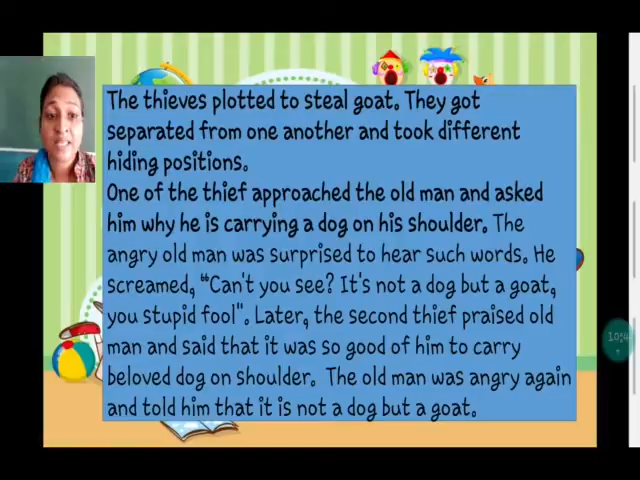 The thieves plotted to steal goat. They got
separated from one another and took different
hiding positions.
One of the thief approached the old man and asked
him why he is carrying a dog on his shoulder. The
angry old man was surprised to hear such words. He
screamed, “Can't you see? It's not a dog but a goat,
you stupid fool". Later, the second thief praised old
man and said that it was so good of him to carry
beloved dog on shoulder. The old man was angry again
and told him that it is not a dog but a goat.